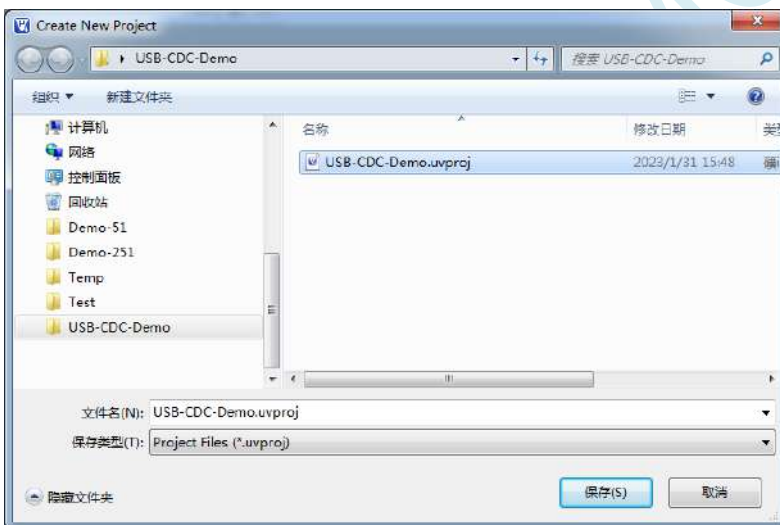 Create New Project
USB-CDC-Demo
搜索 USB-CDC-Demo
组织 新建文件夹
名称 修改日期
计算机
USB-CDC-Demo.uvproj 2023/1/31 15:48
网络
控制面板
回收站
Demo-51
Demo-251
Temp
Test
USB-CDC-Demo
文件名(N): USB-CDC-Demo.uvproj
保存类型(T): Project Files (*.uvproj)
隐藏文件夹
保存(S) 取消